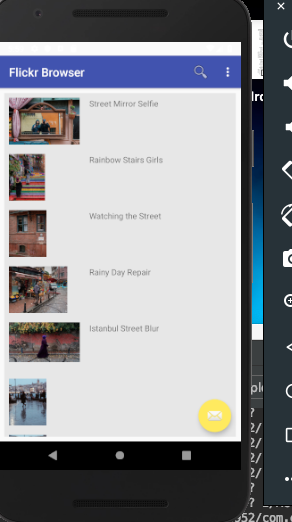 Flickr Browser
Street Mirror Selfie
Rainbow Stairs Girls
Watching the Street
Rainy Day Repair
Istanbul Street Blur